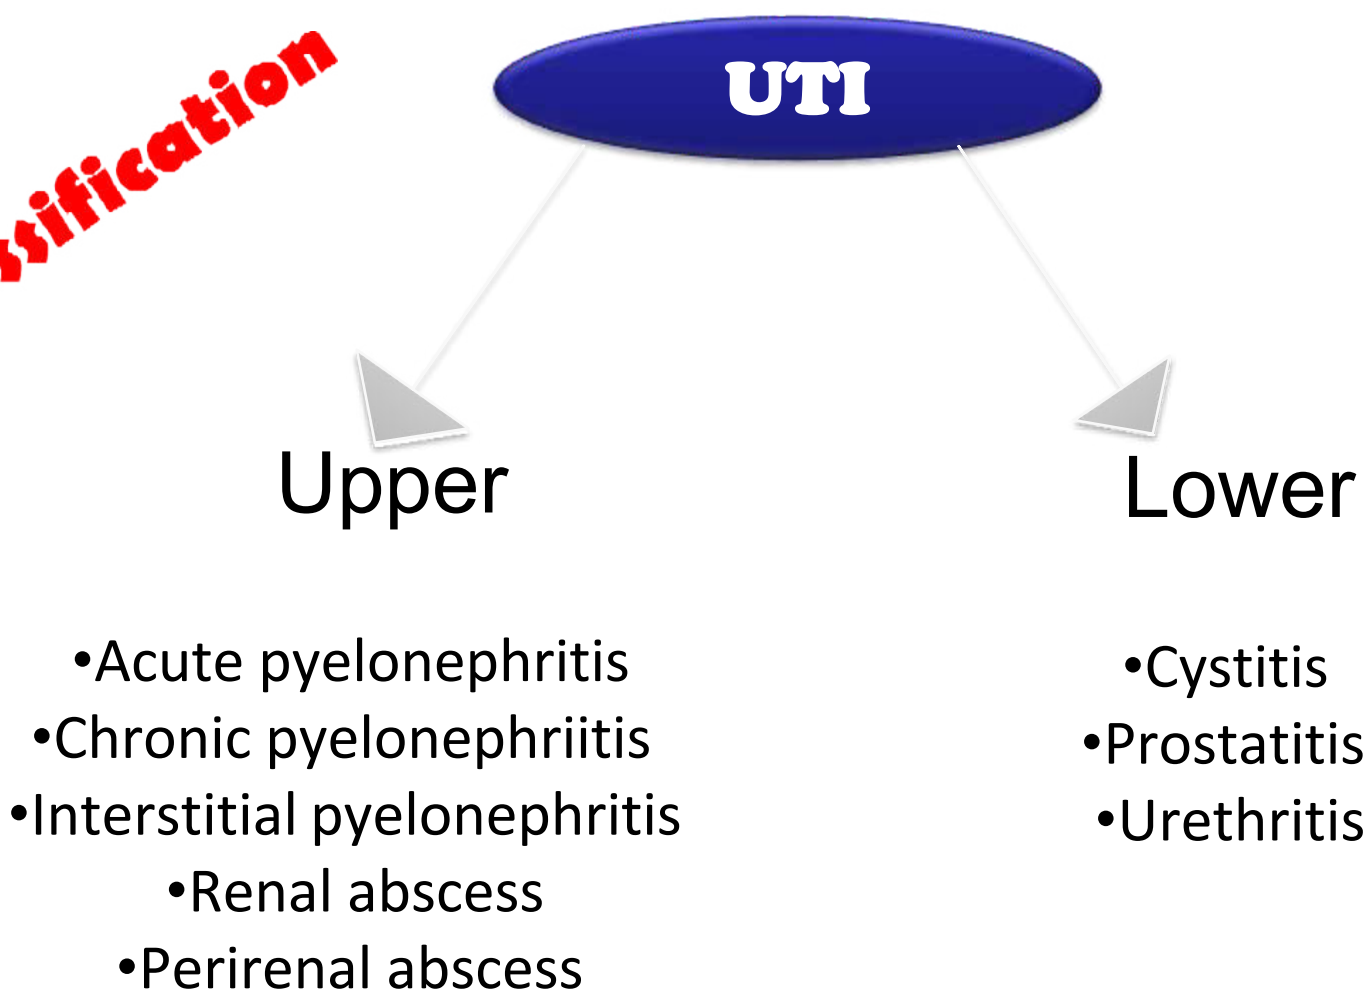 ssification
UTI
Upper
Lower
•Acute pyelonephritis
•Chronic pyelonephriitis
•Interstitial pyelonephritis
•Renal abscess
•Perirenal abscess
•Cystitis
•Prostatitis
•Urethritis